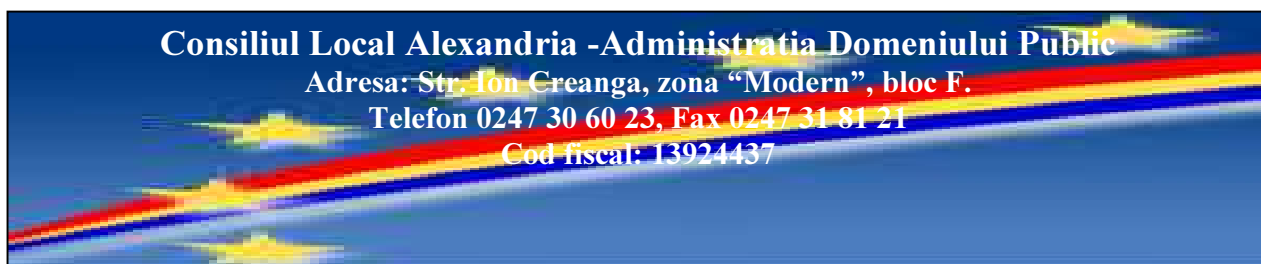 Consiliul Local Alexandria -Administratia Domeniului Public
Adresa: Str. Ion Creanga, zona “Modern”, bloc F.
Telefon 0247 30 60 23, Fax 0247 31 81 21
Cod fiscal: 13924437